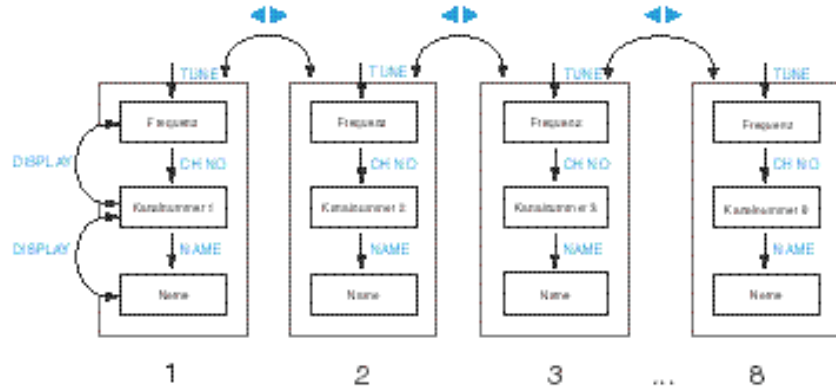 TUNE TUNE TUNE TUNE
Frequenz Frequenz Frequenz Frequenz
DISPLAY CH NO CH NO CH NO CH NO
Kanalnummer 1 Kanalnummer 2 Kanalnummer 3 Kanalnummer 8
DISPLAY NAME NAME NAME NAME
Name Name Name Name
1 2 3 ... 8